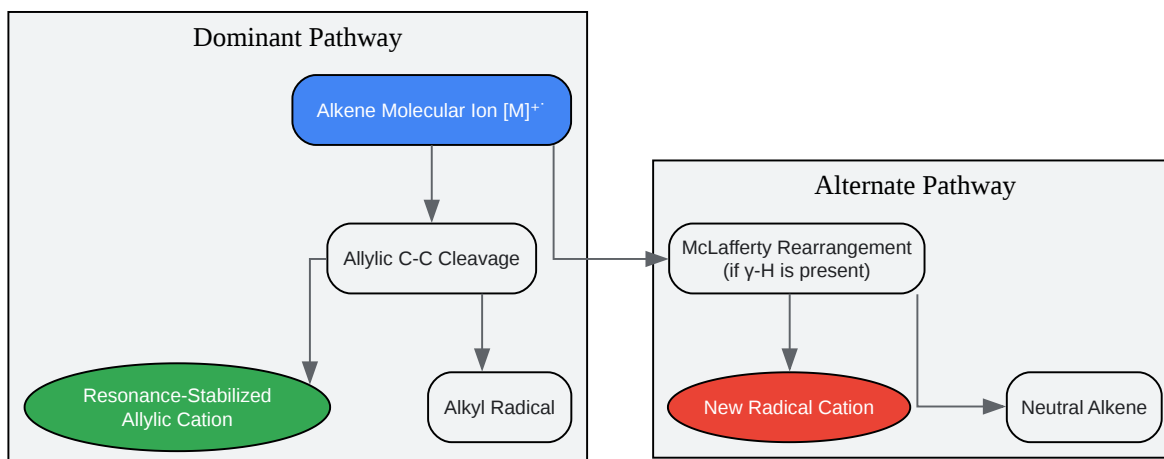 Dominant Pathway
Alkene Molecular Ion [M]⁺˙
Allylic C-C Cleavage
Resonance-Stabilized
Allylic Cation
Alkyl Radical
Alternate Pathway
McLafferty Rearrangement
(if γ-H is present)
New Radical Cation
Neutral Alkene